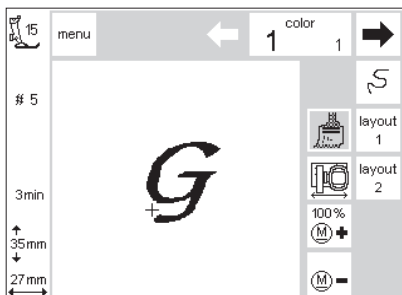 15
menu
color
1
1
# 5
layout
1
layout
2
3min
100%
M +
35mm
27mm
M -
G